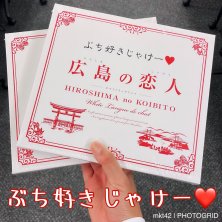 ぶち好きじゃけー♥
広島の恋人
HIROSHIMA no KOIBITO
White Langue de chat
ぶち好きじゃけー❤
mkt42 | PHOTOGRID